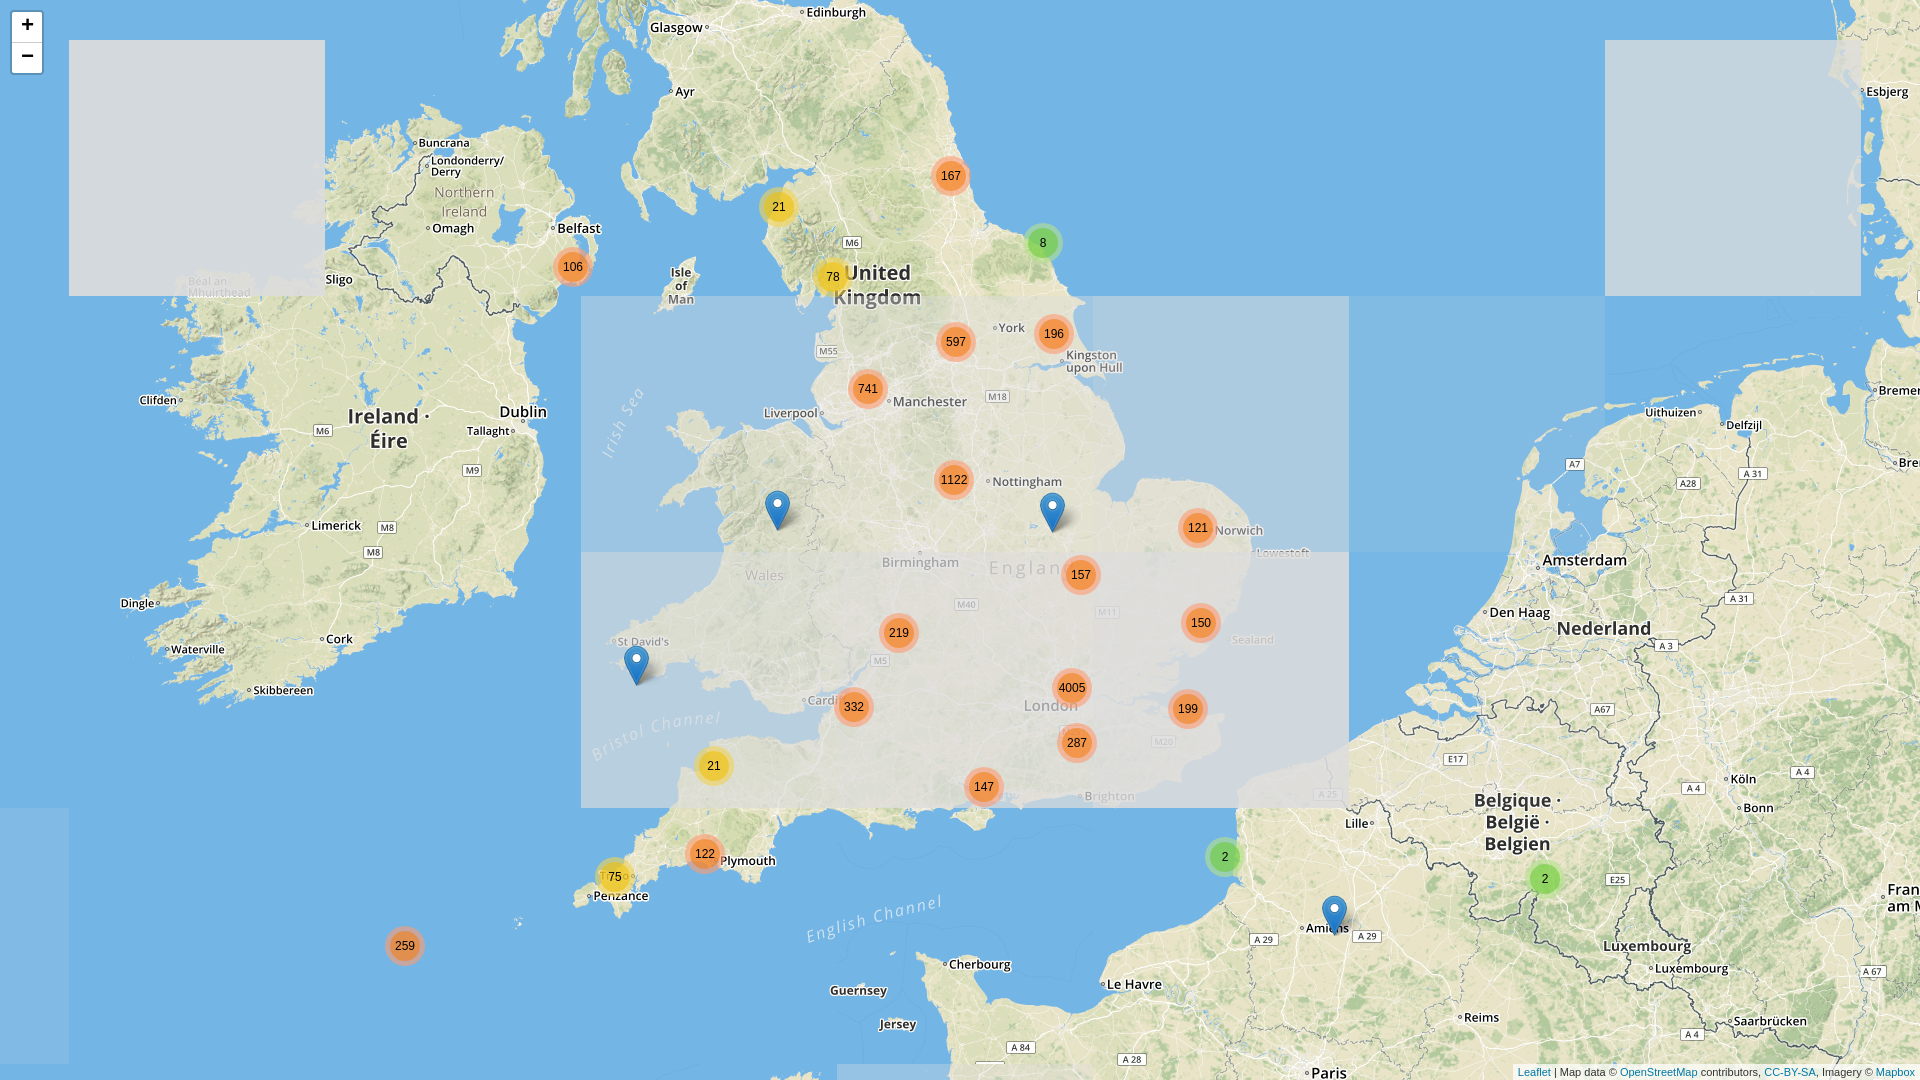 +
−
Edinburgh
Glasgow
Ayr
Esbjerg
Buncrana
Londonderry/
Derry
Northern
Ireland
Omagh
Belfast
167
21
8
M6
106
78
United
Kingdom
Isle
of
Man
Sligo
Béal an
Mhuirthead
York
196
597
Kingston
upon Hull
M55
741
Manchester
M18
Liverpool
Irish Sea
Clifden
Ireland ·
Éire
Dublin
Tallaght
M6
M9
Uithuizen
Delfzijl
A7
A 31
A28
1122
Nottingham
121
Norwich
Lowestoft
Limerick
M8
M8
Birmingham
England
157
Wales
Amsterdam
M40
M11
A 31
Den Haag
Nederland
A 3
Dingle
Cork
Waterville
Skibbereen
St David's
219
150
Sealand
M5
4005
London
332
199
287
M20
A67
E17
Bristol Channel
21
147
Brighton
A 25
Köln
A 4
A 4
Bonn
Belgique ·
België ·
Belgien
Lille
122
Plymouth
75
Penzance
2
2
E25
259
English Channel
Amiens
A 29
A 29
Luxembourg
Luxembourg
A 67
Cherbourg
Guernsey
Le Havre
Jersey
Reims
Saarbrücken
A 4
A 84
A 28
Paris
Leaflet | Map data © OpenStreetMap contributors, CC-BY-SA, Imagery © Mapbox